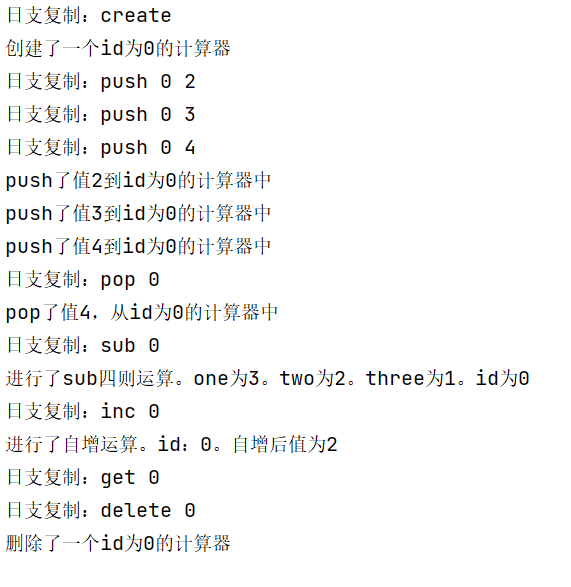 日支复制：create
创建了一个id为0的计算器
日支复制：push 0 2
日支复制：push 0 3
日支复制：push 0 4
push了值2到id为0的计算器中
push了值3到id为0的计算器中
push了值4到id为0的计算器中
日支复制：pop 0
pop了值4，从id为0的计算器中
日支复制：sub 0
进行了sub四则运算。one为3。two为2。three为1。id为0
日支复制：inc 0
进行了自增运算。id：0。自增后值为2
日支复制：get 0
日支复制：delete 0
删除了一个id为0的计算器